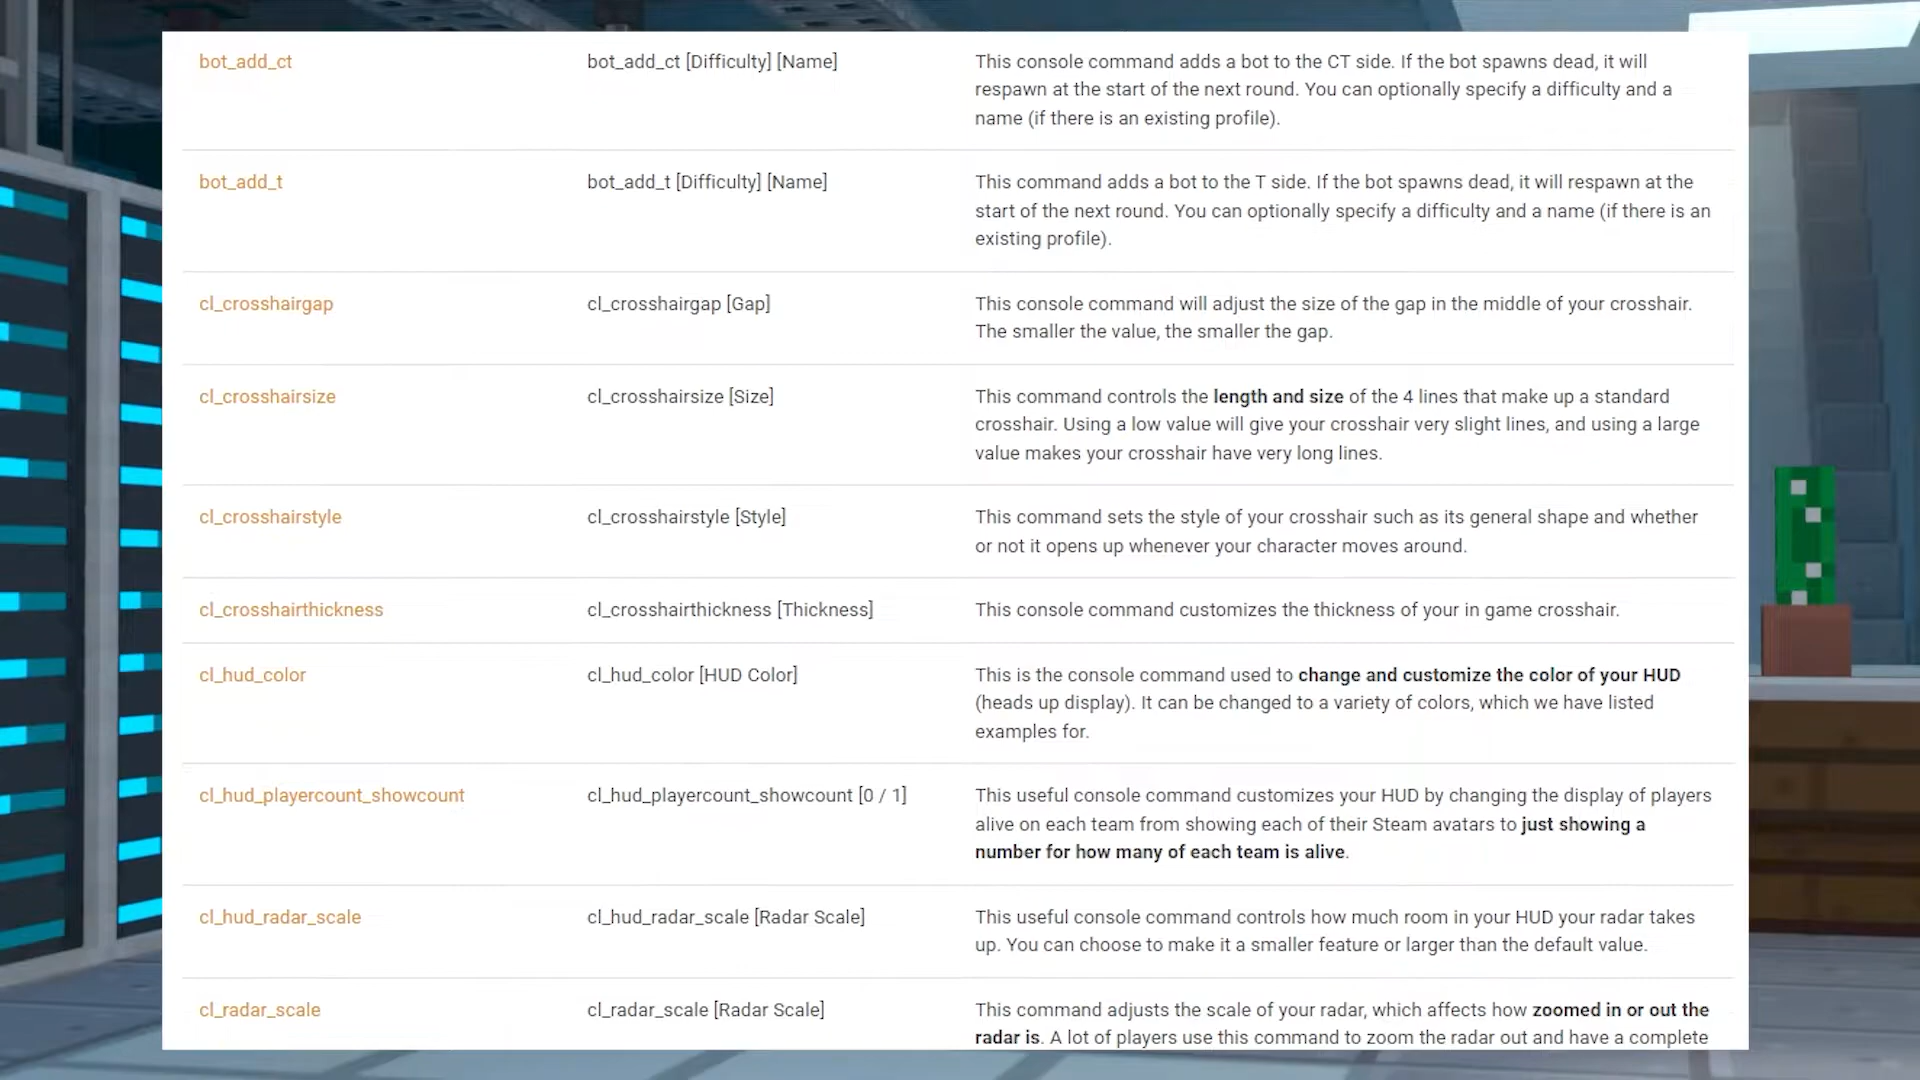 bot_add_ct bot_add_ct [Difficulty] [Name] This console command adds a bot to the CT side. If the bot spawns dead, it will
respawn at the start of the next round. You can optionally specify a difficulty and a
name (if there is an existing profile).
bot_add_t bot_add_t [Difficulty] [Name] This command adds a bot to the T side. If the bot spawns dead, it will respawn at the
start of the next round. You can optionally specify a difficulty and a name (if there is an
existing profile).
cl_crosshairgap cl_crosshairgap [Gap] This console command will adjust the size of the gap in the middle of your crosshair.
The smaller the value, the smaller the gap.
cl_crosshairsize cl_crosshairsize [Size] This command controls the length and size of the 4 lines that make up a standard
crosshair. Using a low value will give your crosshair very slight lines, and using a large
value makes your crosshair have very long lines.
cl_crosshairstyle cl_crosshairstyle [Style] This command sets the style of your crosshair such as its general shape and whether
or not it opens up whenever your character moves around.
cl_crosshairthickness cl_crosshairthickness [Thickness] This console command customizes the thickness of your in game crosshair.
cl_hud_color cl_hud_color [HUD Color] This is the console command used to change and customize the color of your HUD
(heads up display). It can be changed to a variety of colors, which we have listed
examples for.
cl_hud_playercount_showcount cl_hud_playercount_showcount [0 / 1] This useful console command customizes your HUD by changing the display of players
alive on each team from showing each of their Steam avatars to just showing a
number for how many of each team is alive.
cl_hud_radar_scale cl_hud_radar_scale [Radar Scale] This useful console command controls how much room in your HUD your radar takes
up. You can choose to make it a smaller feature or larger than the default value.
cl_radar_scale cl_radar_scale [Radar Scale] This command adjusts the scale of your radar, which affects how zoomed in or out the
radar is. A lot of players use this command to zoom the radar out and have a complete